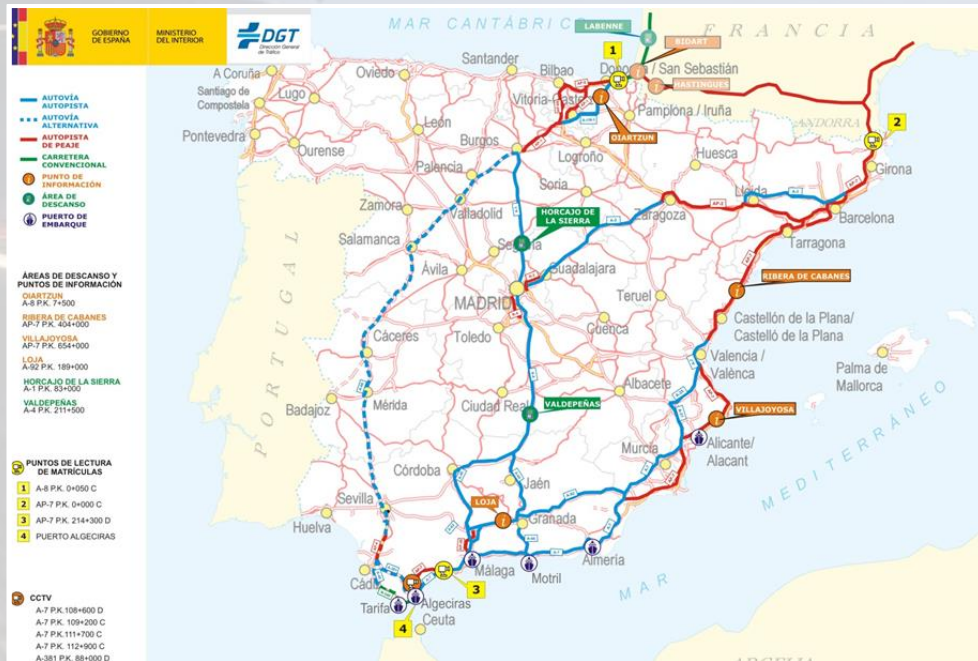 GOBIERNO
DE ESPAÑA
MINISTERIO
DEL INTERIOR
DGT
Dirección General
de Tráfico
MAR CANTÁBRICO
FRANCIA
LABENNE
BIDART
HASTINGUES
1
A Coruña
Santiago de
Compostela
Lugo
Oviedo
Santander
Bilbao
Donostia / San Sebastián
Vitoria-Gasteiz
Pamplona / Iruña
OIARTZUN
ANDORRA
2
Girona
Pontevedra
Ourense
León
Burgos
Logroño
Huesca
Palencia
Soria
Zamora
Valladolid
Zaragoza
Lleida
Barcelona
Tarragona
HORCAJO DE
LA SIERRA
Salamanca
Segovia
Ávila
Guadalajara
MADRID
Teruel
RIBERA DE CABANES
Castellón de la Plana/
Castelló de la Plana
PORTUGAL
Cáceres
Toledo
Cuenca
Valencia /
Valènca
Palma de
Mallorca
Badajoz
Mérida
Ciudad Real
Albacete
VALDEPEÑAS
VILLAJOYOSA
Alicante/
Alacant
Murcia
MAR MEDITERRÁNEO
Córdoba
Jaén
LOJA
Sevilla
Huelva
Granada
Almería
Málaga
Motril
Cádiz
3
Tarifa
Algeciras
4
Ceuta
ARGELIA
AUTOVÍA
AUTOPISTA
AUTOVÍA
ALTERNATIVA
AUTOPISTA
DE PEAJE
CARRETERA
CONVENCIONAL
PUNTO DE
INFORMACIÓN
ÁREA DE
DESCANSO
PUERTO DE
EMBARQUE
ÁREAS DE DESCANSO Y
PUNTOS DE INFORMACIÓN
OIARTZUN
A-8 P.K. 7+500
RIBERA DE CABANES
AP-7 P.K. 404+000
VILLAJOYOSA
AP-7 P.K. 654+000
LOJA
A-92 P.K. 189+000
HORCAJO DE LA SIERRA
A-1 P.K. 83+000
VALDEPEÑAS
A-4 P.K. 211+500
PUNTOS DE LECTURA
DE MATRÍCULAS
1 A-8 P.K. 0+050 C
2 AP-7 P.K. 0+000 C
3 AP-7 P.K. 214+300 D
4 PUERTO ALGECIRAS
CCTV
A-7 P.K.108+600 D
A-7 P.K. 109+200 C
A-7 P.K.111+700 C
A-7 P.K. 112+900 C
A-381 P.K. 88+000 D